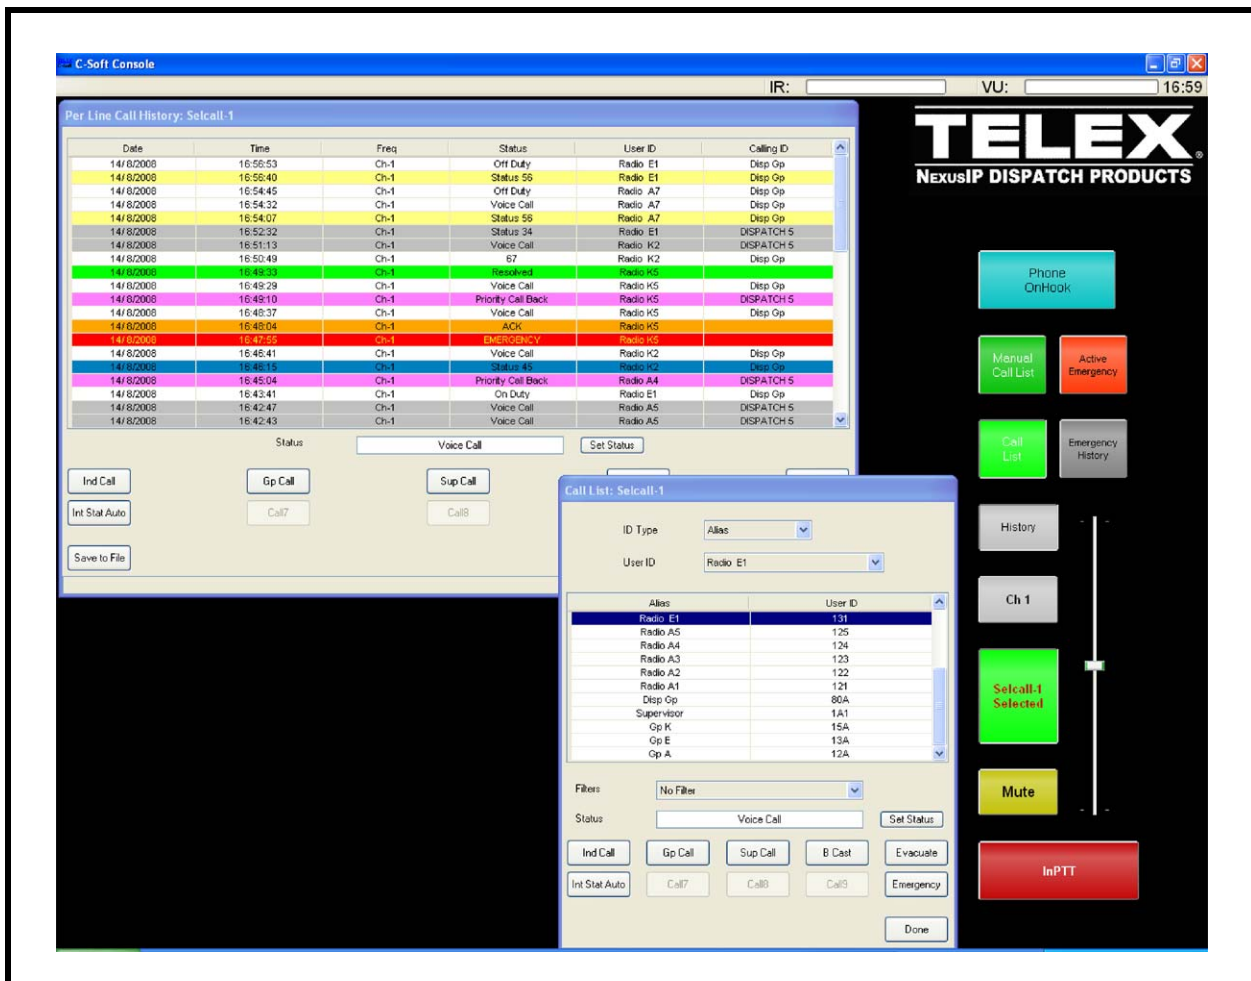 C-Soft Console
IR: VU: 16:59
Per Line Call History: Selcall-1
Date Time Freq Status User ID Calling ID
14/ 8/2008 16:56:53 Ch-1 Off Duty Radio E1 Disp Gp
14/ 8/2008 16:56:40 Ch-1 Status 56 Radio E1 Disp Gp
14/ 8/2008 16:54:45 Ch-1 Off Duty Radio A7 Disp Gp
14/ 8/2008 16:54:32 Ch-1 Voice Call Radio A7 Disp Gp
14/ 8/2008 16:54:07 Ch-1 Status 56 Radio A7 Disp Gp
14/ 8/2008 16:52:32 Ch-1 Status 34 Radio E1 DISPATCH 5
14/ 8/2008 16:51:13 Ch-1 Voice Call Radio K2 DISPATCH 5
14/ 8/2008 16:50:49 Ch-1 67 Radio K2 Disp Gp
14/ 8/2008 16:49:33 Ch-1 Resolved Radio K5
14/ 8/2008 16:49:29 Ch-1 Voice Call Radio K5 Disp Gp
14/ 8/2008 16:49:10 Ch-1 Priority Call Back Radio K5 DISPATCH 5
14/ 8/2008 16:48:37 Ch-1 Voice Call Radio K5 Disp Gp
14/ 8/2008 16:48:04 Ch-1 ACK Radio K5
14/ 8/2008 16:47:55 Ch-1 EMERGENCY Radio K5
14/ 8/2008 16:46:41 Ch-1 Voice Call Radio K2 Disp Gp
14/ 8/2008 16:46:15 Ch-1 Status 45 Radio K2 Disp Gp
14/ 8/2008 16:45:04 Ch-1 Priority Call Back Radio A4 DISPATCH 5
14/ 8/2008 16:43:41 Ch-1 On Duty Radio E1 Disp Gp
14/ 8/2008 16:42:47 Ch-1 Voice Call Radio A5 DISPATCH 5
14/ 8/2008 16:42:43 Ch-1 Voice Call Radio A5 DISPATCH 5
Status Voice Call Set Status
Ind Call Gp Call Sup Call
Int Stat Auto Call7 Call8
Save to File
Call List: Selcall-1
ID Type Alias
User ID Radio E1
Alias User ID
Radio E1 131
Radio A5 125
Radio A4 124
Radio A3 123
Radio A2 122
Radio A1 121
Disp Gp 80A
Supervisor 1A1
Gp K 15A
Gp E 13A
Gp A 12A
Filters No Filter
Status Voice Call Set Status
Ind Call Gp Call Sup Call B Cast Evacuate
Int Stat Auto Call7 Call8 Call9 Emergency
Done
TELEX®
NEXUSIP DISPATCH PRODUCTS
Phone
OnHook
Manual
Call List
Active
Emergency
Call
List
Emergency
History
History
Ch 1
Selcall-1
Selected
Mute
InPTT